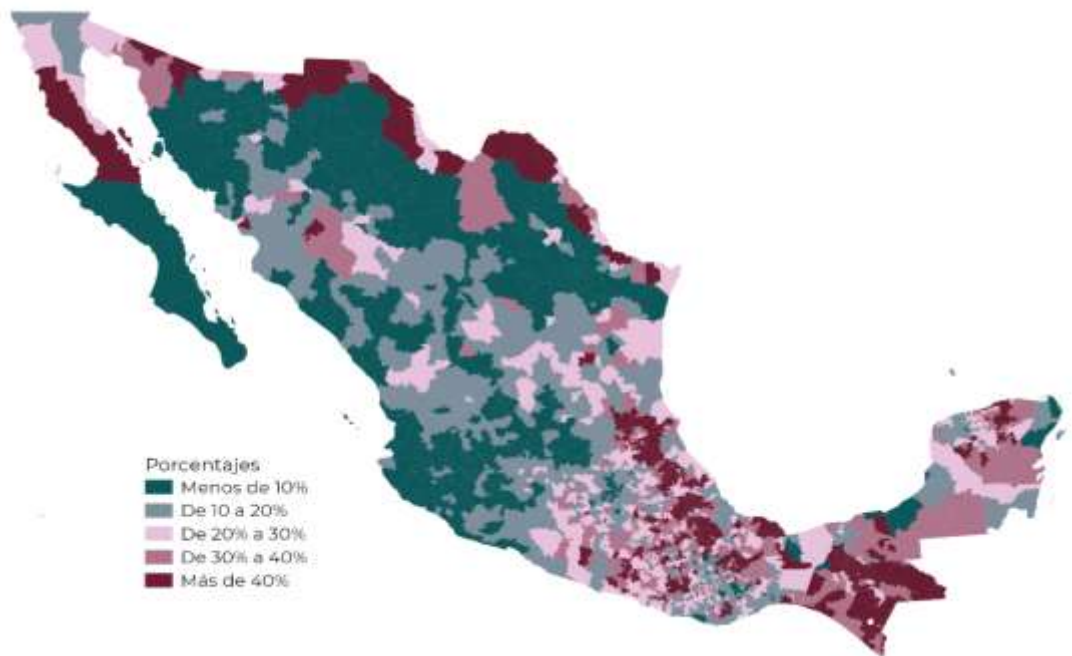 Porcentajes
Menos de 10%
De 10 a 20%
De 20% a 30%
De 30% a 40%
Más de 40%